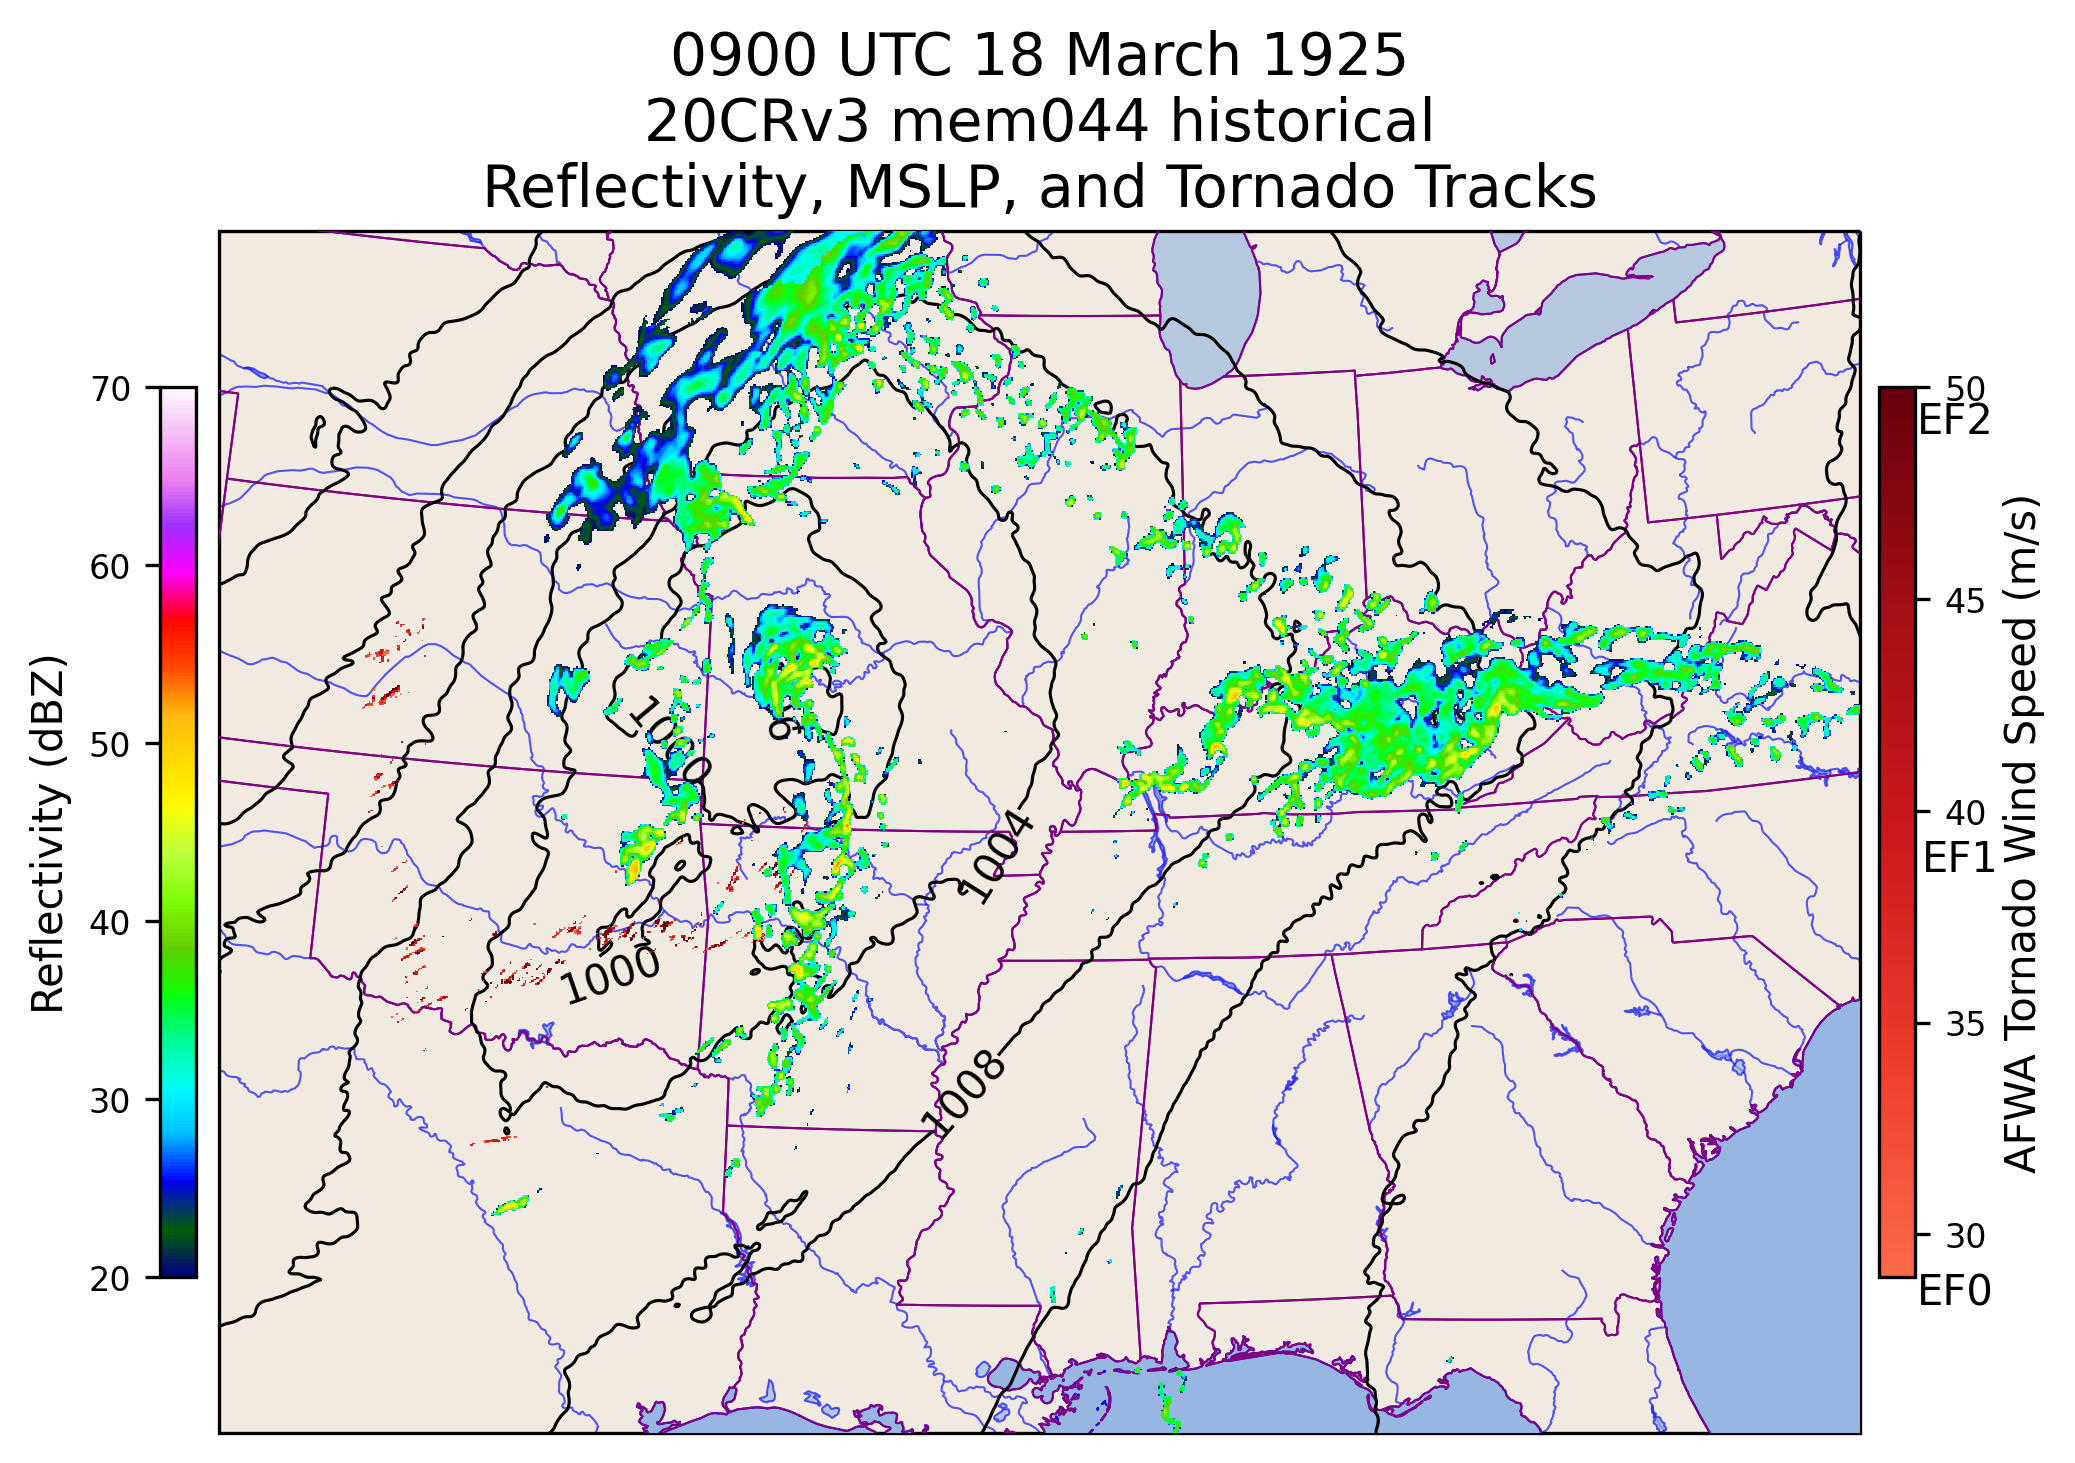 0900 UTC 18 March 1925
20CRv3 mem044 historical
Reflectivity, MSLP, and Tornado Tracks
Reflectivity (dBZ)
70
60
50
40
30
20
1000
1004
1000
1008
50
EF2
45
40
EF1
35
30
EF0
AFWA Tornado Wind Speed (m/s)